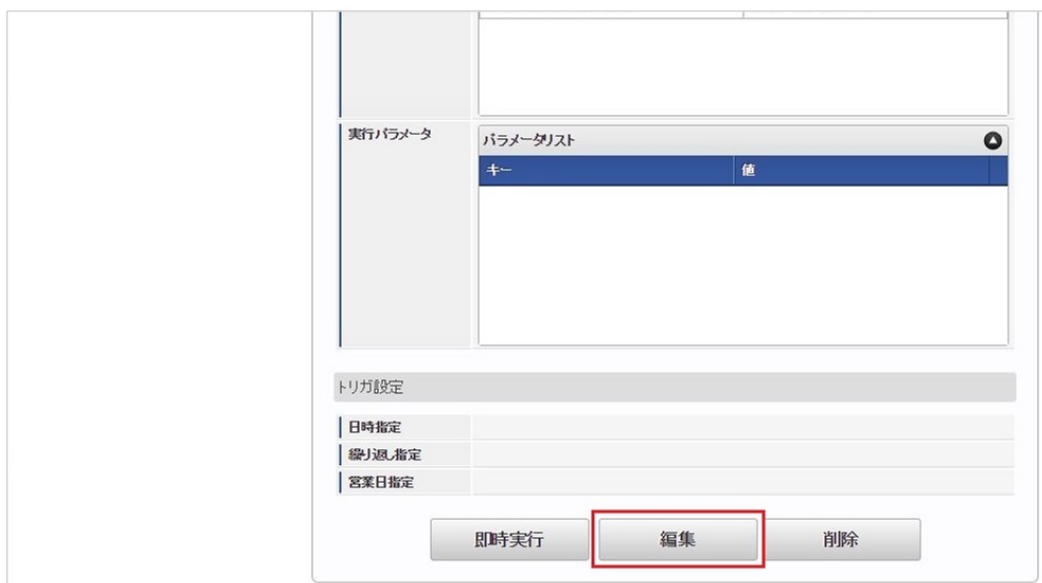 実行パラメータ
パラメータリスト
キー 値
トリガ設定
日時指定
繰り返し指定
営業日指定
即時実行 編集 削除